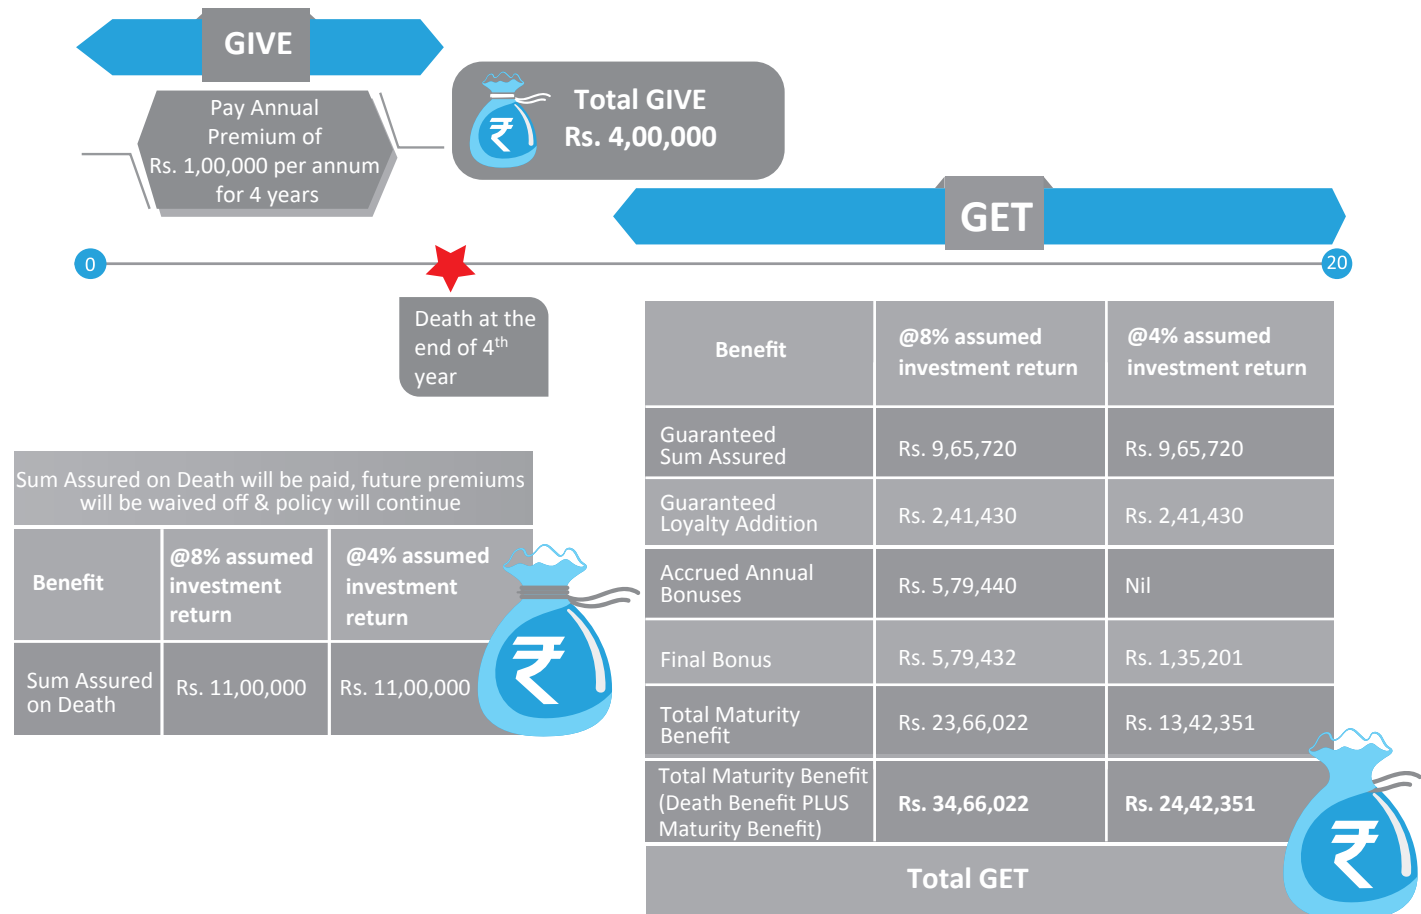 GIVE
Pay Annual
Premium of
Rs. 1,00,000 per annum
for 4 years
₹
Total GIVE
Rs. 4,00,000
GET
0
20
Death at the
end of 4th
year
Sum Assured on Death will be paid, future premiums
will be waived off & policy will continue
Benefit
@8% assumed
investment
return
@4% assumed
investment
return
Sum Assured
on Death
Rs. 11,00,000
Rs. 11,00,000
₹
Benefit
@8% assumed
investment return
@4% assumed
investment return
Guaranteed
Sum Assured
Rs. 9,65,720
Rs. 9,65,720
Guaranteed
Loyalty Addition
Rs. 2,41,430
Rs. 2,41,430
Accrued Annual
Bonuses
Rs. 5,79,440
Nil
Final Bonus
Rs. 5,79,432
Rs. 1,35,201
Total Maturity
Benefit
Rs. 23,66,022
Rs. 13,42,351
Total Maturity Benefit
(Death Benefit PLUS
Maturity Benefit)
Rs. 34,66,022
Rs. 24,42,351
Total GET
₹